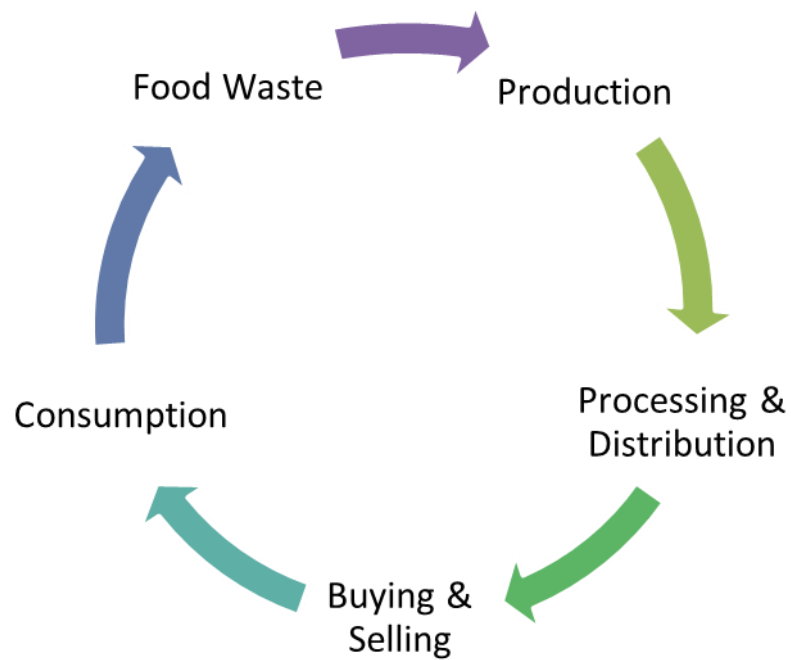 Food Waste
Production
Processing &
Distribution
Buying &
Selling
Consumption